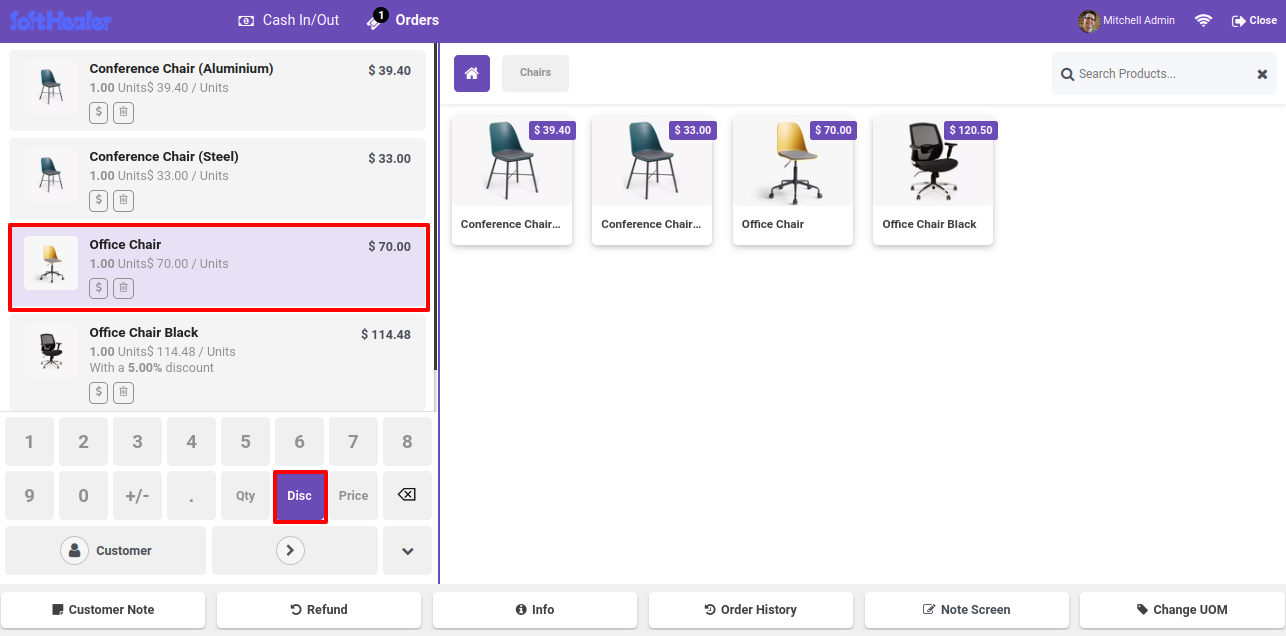 SoftHealer
Cash In/Out
1
Orders
Mitchell Admin
Close
Conference Chair (Aluminium)
$ 39.40
1.00 Units$ 39.40 / Units
$
Conference Chair (Steel)
$ 33.00
1.00 Units$ 33.00 / Units
$
Office Chair
$ 70.00
1.00 Units$ 70.00 / Units
$
Office Chair Black
$ 114.48
1.00 Units$ 114.48 / Units
With a 5.00% discount
$
1 2 3 4 5 6 7 8
9 0 +/- . Qty Disc Price
Customer
Chairs
Search Products...
$ 39.40
Conference Chair...
$ 33.00
Conference Chair...
$ 70.00
Office Chair
$ 120.50
Office Chair Black
Customer Note
Refund
Info
Order History
Note Screen
Change UOM